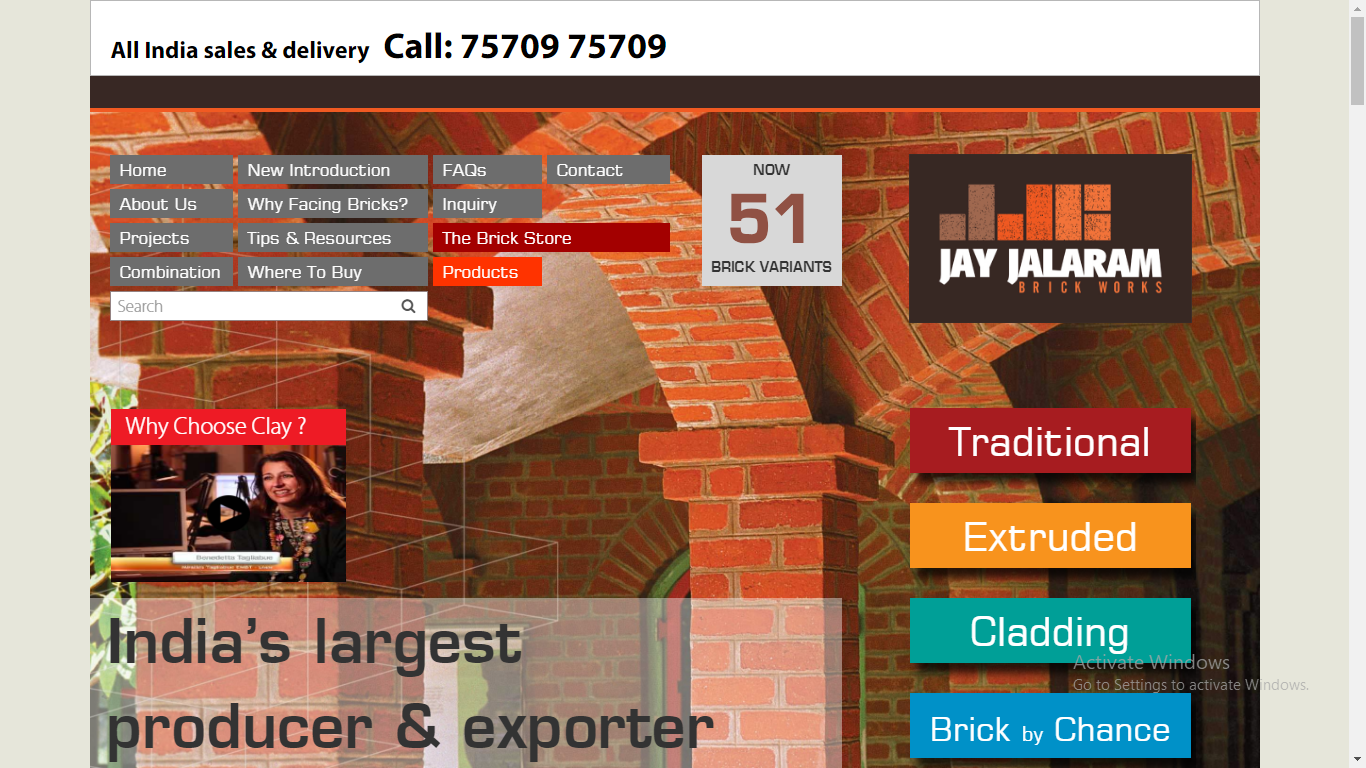 All India sales & delivery Call: 75709 75709
Home New Introduction FAQs Contact
About Us Why Facing Bricks? Inquiry
Projects Tips & Resources The Brick Store
Combination Where To Buy Products
Search
NOW
51
BRICK VARIANTS
JAY JALARAM
BRICK WORKS
Why Choose Clay ?
Benedetta Tagliabue
Traditional
Extruded
Cladding
Brick by Chance
India's largest
producer & exporter
Activate Windows
Go to Settings to activate Windows.